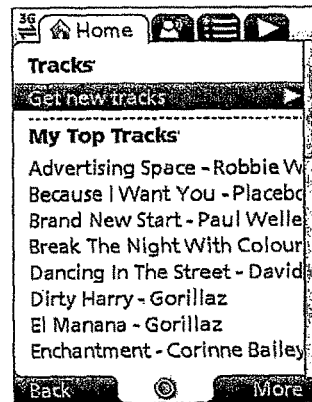 3G Home
Tracks
Get new tracks
My Top Tracks
Advertising Space - Robbie W
Because I Want You - Placebo
Brand New Start - Paul Welle
Break The Night With Colour
Dancing In The Street - David
Dirty Harry - Gorillaz
El Manana - Gorillaz
Enchantment - Corinne Bailey
Back More